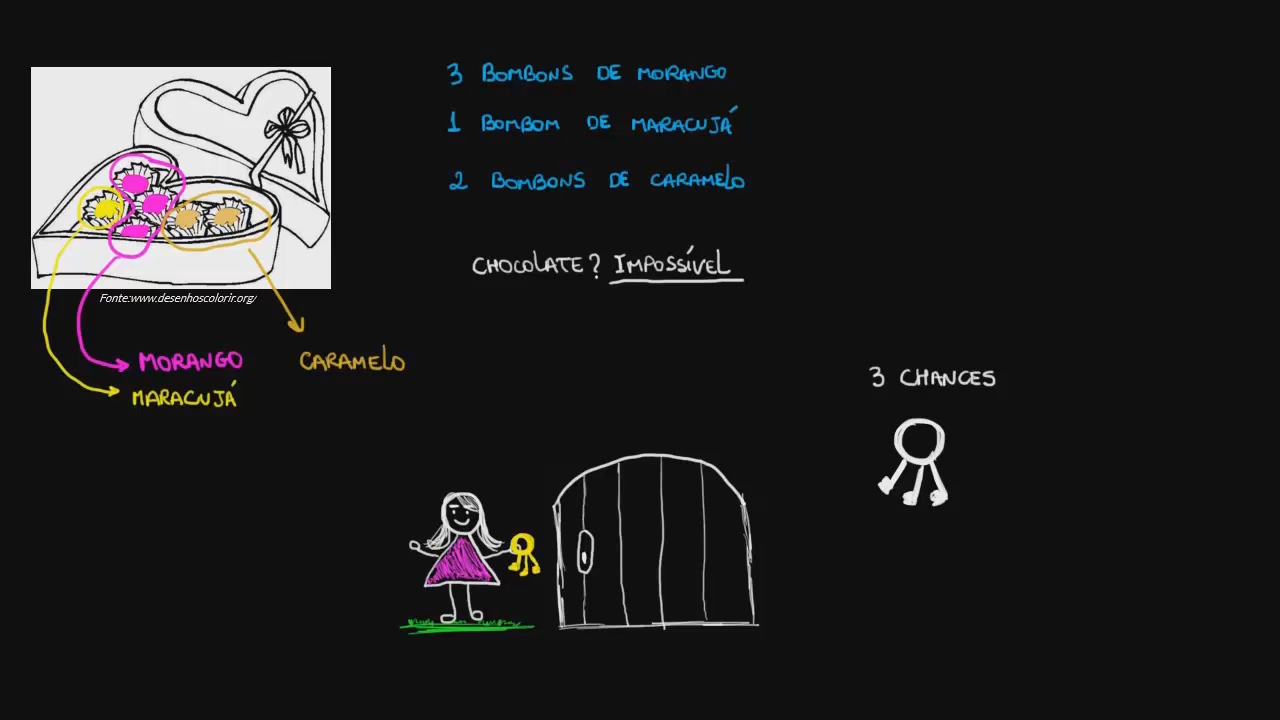 3 BOMBONS DE MORANGO
1 BOMBOM DE MARACUJÁ
2 BOMBONS DE CARAMELO
CHOCOLATE? IMPOSSÍVEL
Fonte:www.desenhoscolorir.org/
MORANGO
CARAMELO
MARACUJÁ
3 CHANCES